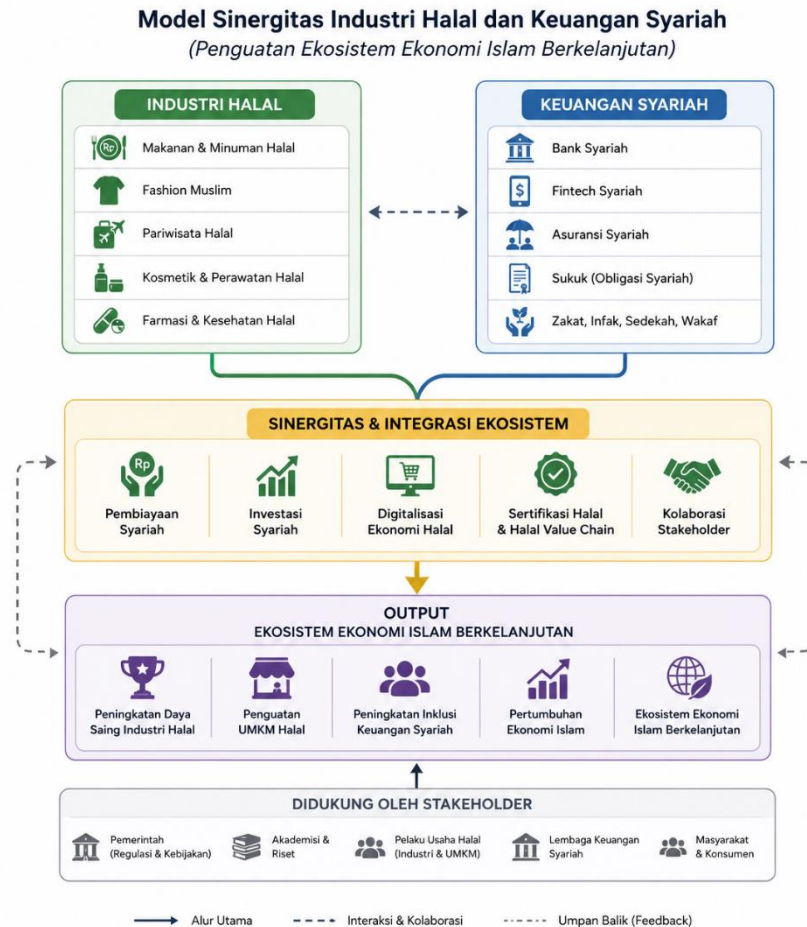 Model Sinergitas Industri Halal dan Keuangan Syariah
(Penguatan Ekosistem Ekonomi Islam Berkelanjutan)
INDUSTRI HALAL
Rp
Makanan & Minuman Halal
Fashion Muslim
Pariwisata Halal
Kosmetik & Perawatan Halal
Farmasi & Kesehatan Halal
KEUANGAN SYARIAH
Bank Syariah
$
Fintech Syariah
Asuransi Syariah
Sukuk (Obligasi Syariah)
Zakat, Infak, Sedekah, Wakaf
SINERGITAS & INTEGRASI EKOSISTEM
Rp
Pembiayaan
Syariah
Investasi
Syariah
Digitalisasi
Ekonomi Halal
Sertifikasi Halal
& Halal Value Chain
Kolaborasi
Stakeholder
OUTPUT
EKOSISTEM EKONOMI ISLAM BERKELANJUTAN
Peningkatan Daya
Saing Industri Halal
Penguatan
UMKM Halal
Peningkatan Inklusi
Keuangan Syariah
Pertumbuhan
Ekonomi Islam
Ekosistem Ekonomi
Islam Berkelanjutan
DIDUKUNG OLEH STAKEHOLDER
Pemerintah
(Regulasi & Kebijakan)
Akademisi &
Riset
Pelaku Usaha Halal
(Industri & UMKM)
Lembaga Keuangan
Syariah
Masyarakat
& Konsumen
Alur Utama
Interaksi & Kolaborasi
Umpan Balik (Feedback)